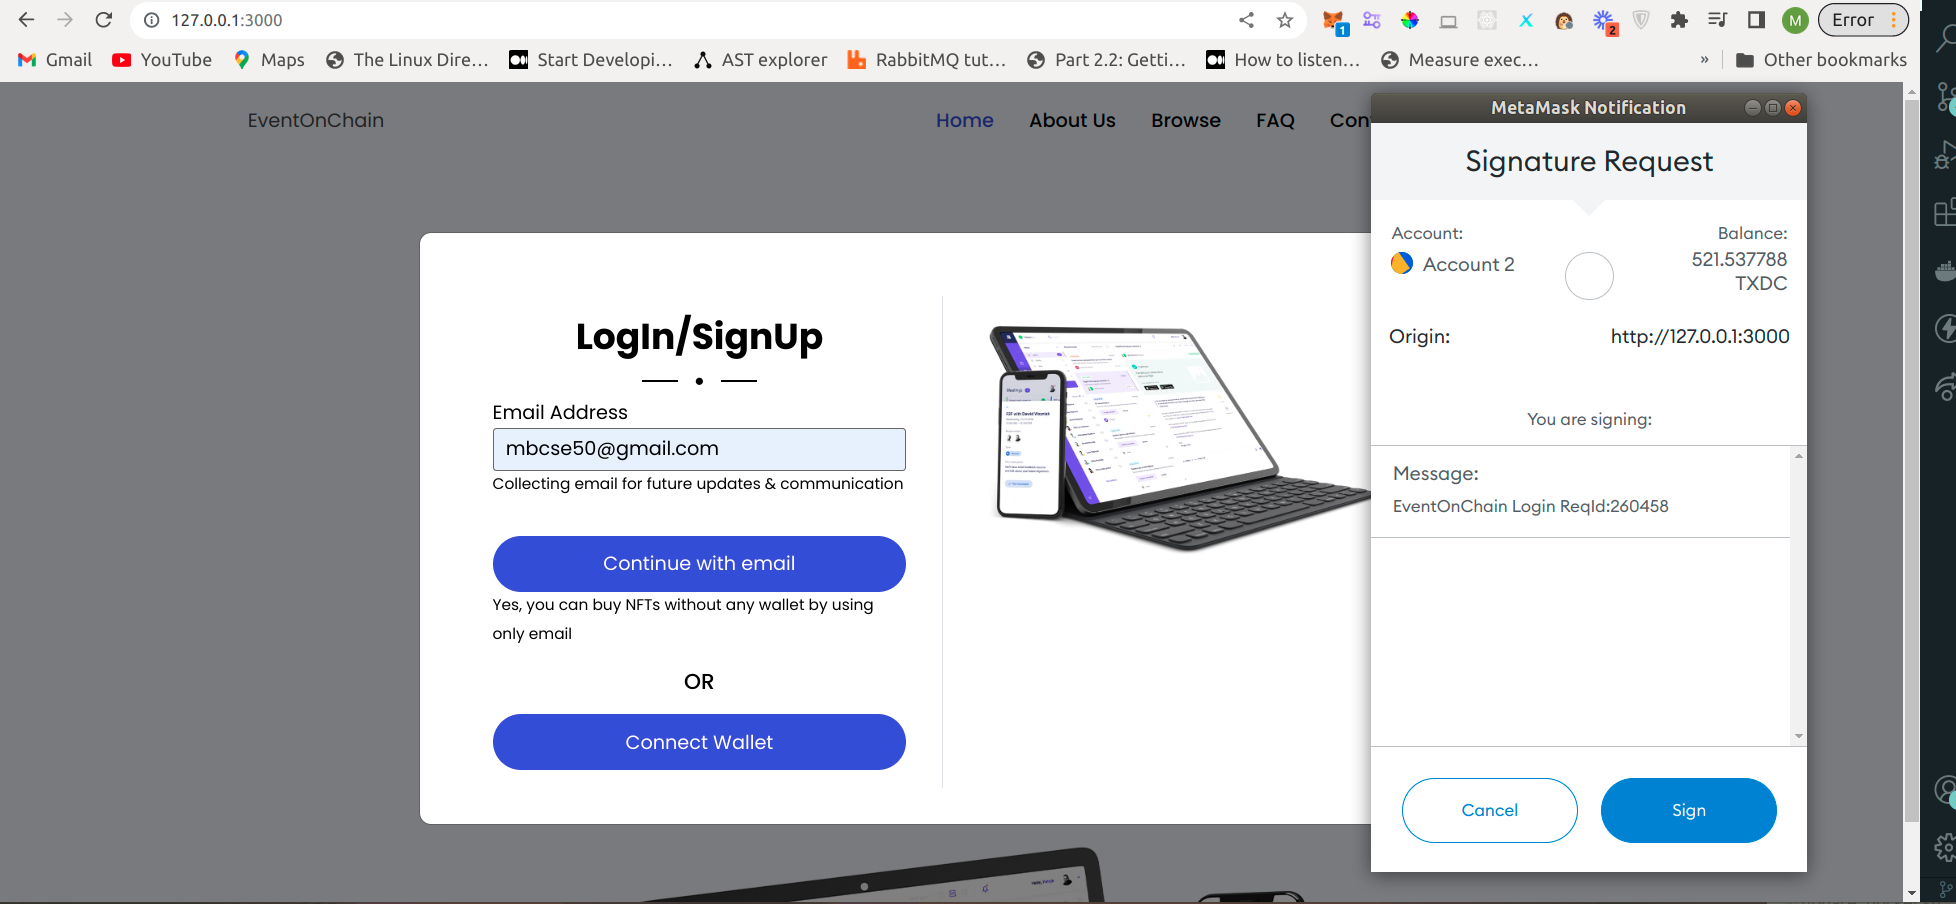 127.0.0.1:3000
1
2
M
Error
Gmail
YouTube
Maps
The Linux Dire...
Start Developi...
AST explorer
RabbitMQ tut...
Part 2.2: Getti...
How to listen...
Measure exec...
»
Other bookmarks
EventOnChain
Home
About Us
Browse
FAQ
Con
LogIn/SignUp
Email Address
mbcse50@gmail.com
Collecting email for future updates & communication
Continue with email
Yes, you can buy NFTs without any wallet by using
only email
OR
Connect Wallet
MetaMask Notification
Signature Request
Account:
Balance:
Account 2
521.537788
TXDC
Origin:
http://127.0.0.1:3000
You are signing:
Message:
EventOnChain Login ReqId:260458
Cancel
Sign